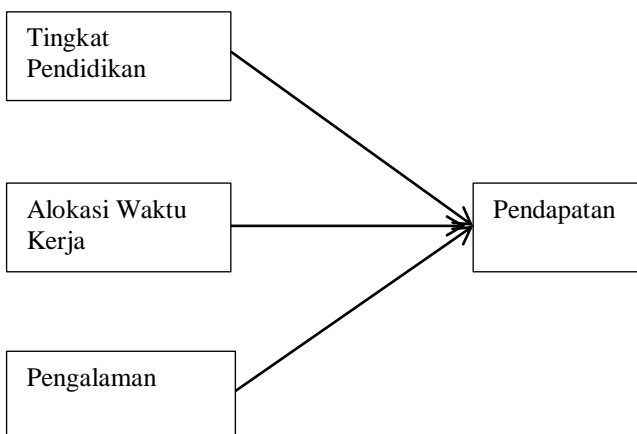 Tingkat
Pendidikan
Alokasi Waktu
Kerja
Pendapatan
Pengalaman